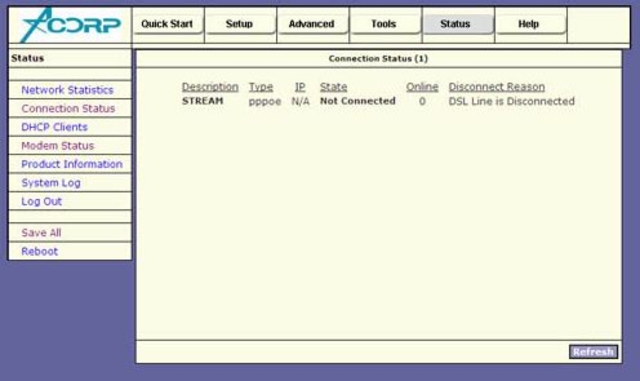 ACORP
Quick Start Setup Advanced Tools Status Help
Status
Network Statistics
Connection Status
DHCP Clients
Modem Status
Product Information
System Log
Log Out
Save All
Reboot
Connection Status (1)
Description Type IP State Online Disconnect Reason
STREAM pppoe N/A Not Connected 0 DSL Line is Disconnected
Refresh